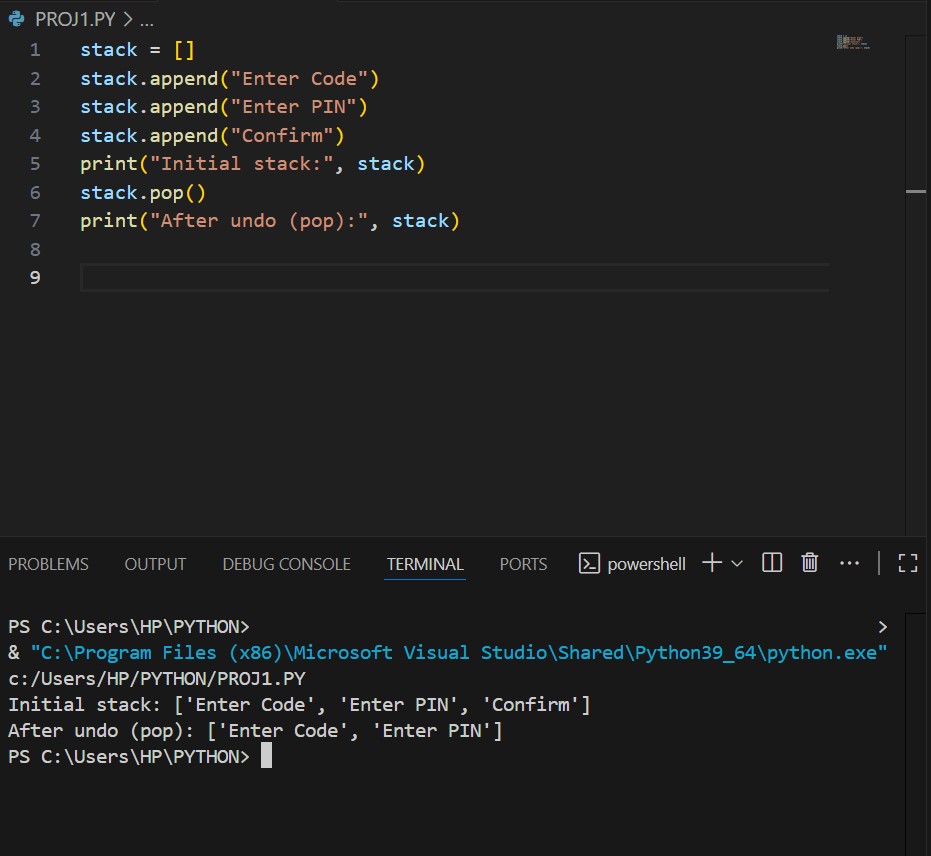 PROJ1.PY > ...
1 stack = []
2 stack.append("Enter Code")
3 stack.append("Enter PIN")
4 stack.append("Confirm")
5 print("Initial stack:", stack)
6 stack.pop()
7 print("After undo (pop):", stack)
8
9
PROBLEMS OUTPUT DEBUG CONSOLE TERMINAL PORTS powershell
PS C:\Users\HP\PYTHON>
& "C:\Program Files (x86)\Microsoft Visual Studio\Shared\Python39_64\python.exe"
c:/Users/HP/PYTHON/PROJ1.PY
Initial stack: ['Enter Code', 'Enter PIN', 'Confirm']
After undo (pop): ['Enter Code', 'Enter PIN']
PS C:\Users\HP\PYTHON>